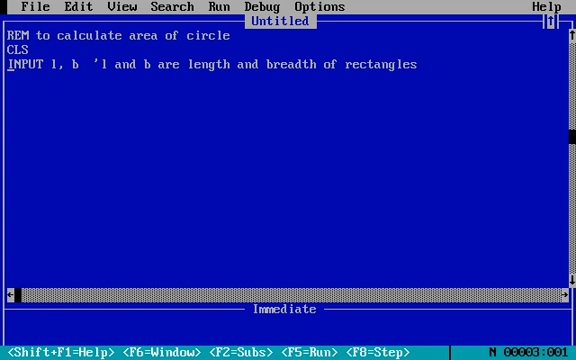 File Edit View Search Run Debug Options Help
Untitled
REM to calculate area of circle
CLS
INPUT l, b 'l and b are length and breadth of rectangles
Immediate
<Shift+F1=Help> <F6=Window> <F2=Subs> <F5=Run> <F8=Step> N 00003:001